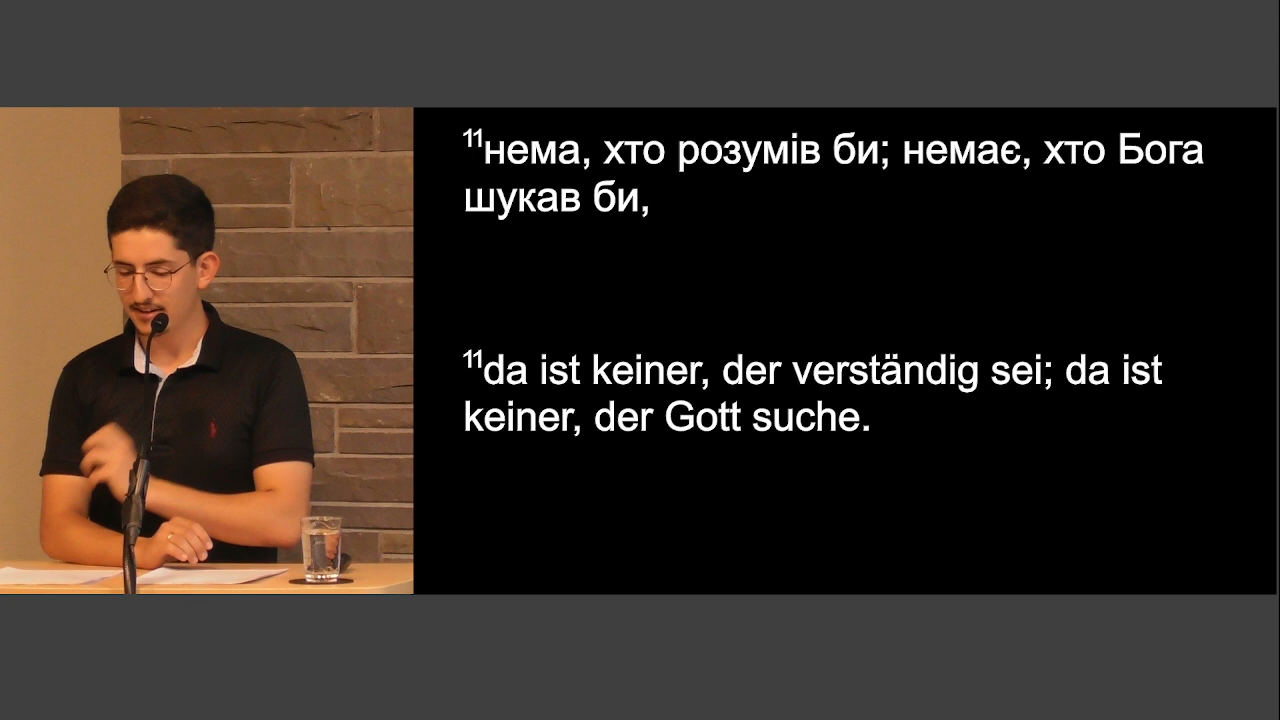 ¹¹нема, хто розумів би; немає, хто Бога
шукав би,
¹¹da ist keiner, der verständig sei; da ist
keiner, der Gott suche.